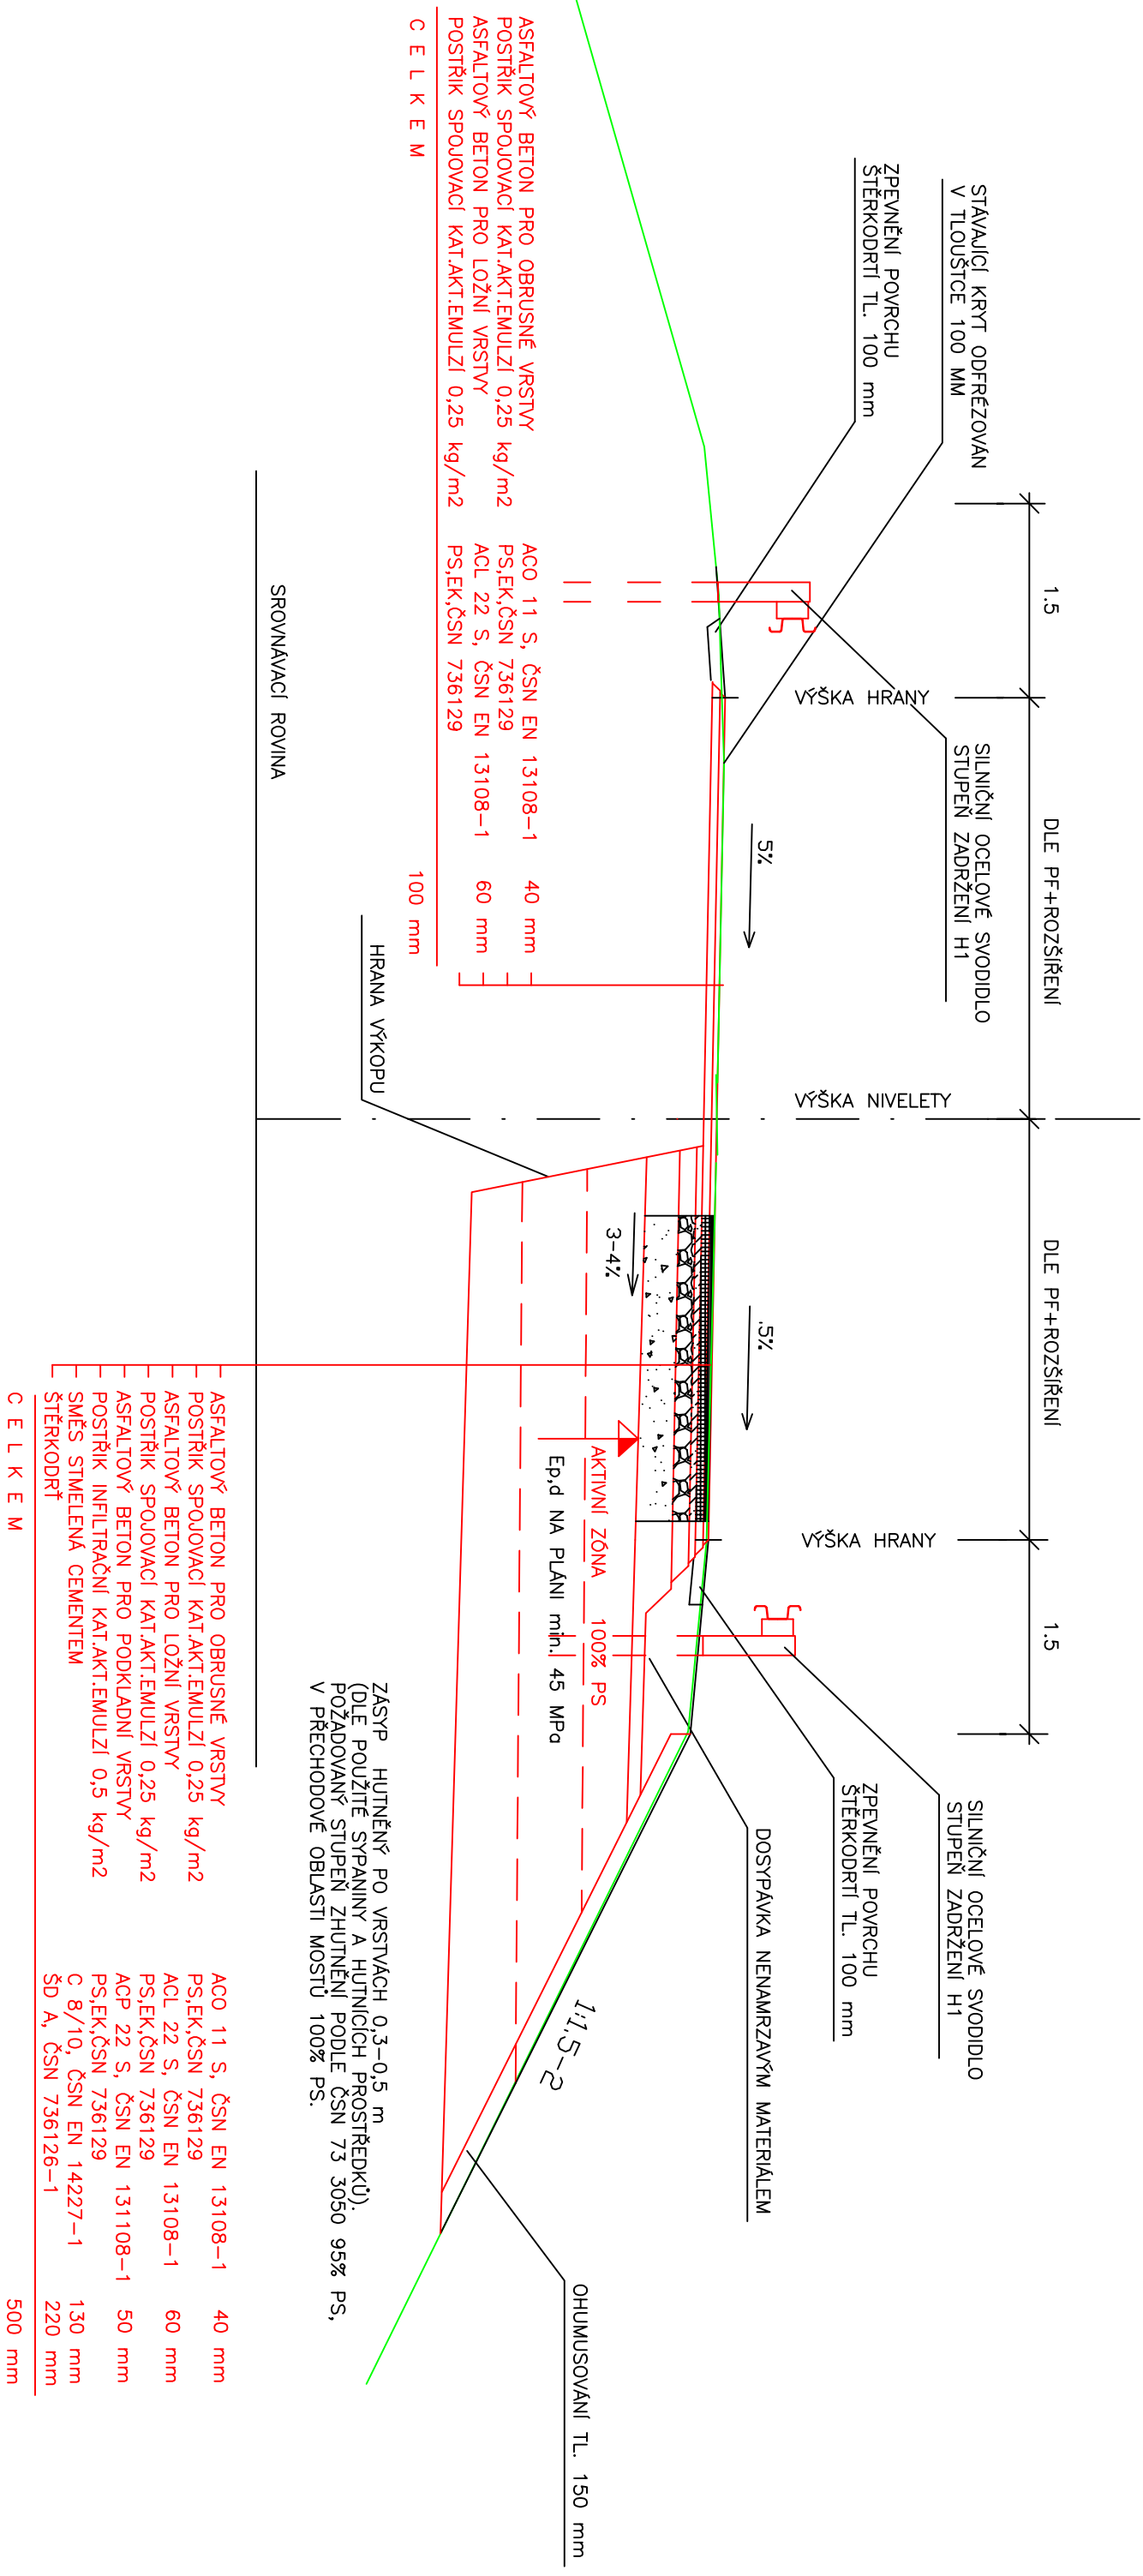 1.5
DLE PF+ROZŠÍŘENÍ
DLE PF+ROZŠÍŘENÍ
1.5
STÁVAJÍCÍ KRYT ODFRÉZOVÁN
V TLOUŠTCE 100 MM
SILNIČNÍ OCELOVÉ SVODIDLO
STUPEŇ ZADRŽENÍ H1
SILNIČNÍ OCELOVÉ SVODIDLO
STUPEŇ ZADRŽENÍ H1
ZPEVNĚNÍ POVRCHU
ŠTĚRKODRTÍ TL. 100 mm
ZPEVNĚNÍ POVRCHU
ŠTĚRKODRTÍ TL. 100 mm
VÝŠKA HRANY
VÝŠKA NIVELETY
VÝŠKA HRANY
DOSYPÁVKA NENAMRZAVÝM MATERIÁLEM
5%
5%
3-4%
AKTIVNÍ ZÓNA 100% PS
Ep,d NA PLÁNI min. 45 MPa
1:1,5-2
OHUMUSOVÁNÍ TL. 150 mm
ASFALTOVÝ BETON PRO OBRUSNÉ VRSTVY ACO 11 S, ČSN EN 13108-1 40 mm
POSTŘIK SPOJOVACÍ KAT.AKT.EMULZÍ 0,25 kg/m2 PS,EK,ČSN 736129
ASFALTOVÝ BETON PRO LOŽNÍ VRSTVY ACL 22 S, ČSN EN 13108-1 60 mm
POSTŘIK SPOJOVACÍ KAT.AKT.EMULZÍ 0,25 kg/m2 PS,EK,ČSN 736129
C E L K E M 100 mm
HRANA VÝKOPU
ZÁSYP HUTNĚNÝ PO VRSTVÁCH 0,3-0,5 m
(DLE POUŽITÉ SYPANINY A HUTNÍCÍCH PROSTŘEDKŮ).
POŽADOVANÝ STUPEŇ ZHUTNĚNÍ PODLE ČSN 73 3050 95% PS,
V PŘECHODOVÉ OBLASTI MOSTŮ 100% PS.
SROVNÁVACÍ ROVINA
ASFALTOVÝ BETON PRO OBRUSNÉ VRSTVY ACO 11 S, ČSN EN 13108-1 40 mm
POSTŘIK SPOJOVACÍ KAT.AKT.EMULZÍ 0,25 kg/m2 PS,EK,ČSN 736129
ASFALTOVÝ BETON PRO LOŽNÍ VRSTVY ACL 22 S, ČSN EN 13108-1 60 mm
POSTŘIK SPOJOVACÍ KAT.AKT.EMULZÍ 0,25 kg/m2 PS,EK,ČSN 736129
ASFALTOVÝ BETON PRO PODKLADNÍ VRSTVY ACP 22 S, ČSN EN 131108-1 50 mm
POSTŘIK INFILTRAČNÍ KAT.AKT.EMULZÍ 0,5 kg/m2 PS,EK,ČSN 736129
SMĚS STMELENÁ CEMENTEM C 8/10, ČSN EN 14227-1 130 mm
ŠTĚRKODRŤ ŠD A, ČSN 736126-1 220 mm
C E L K E M 500 mm